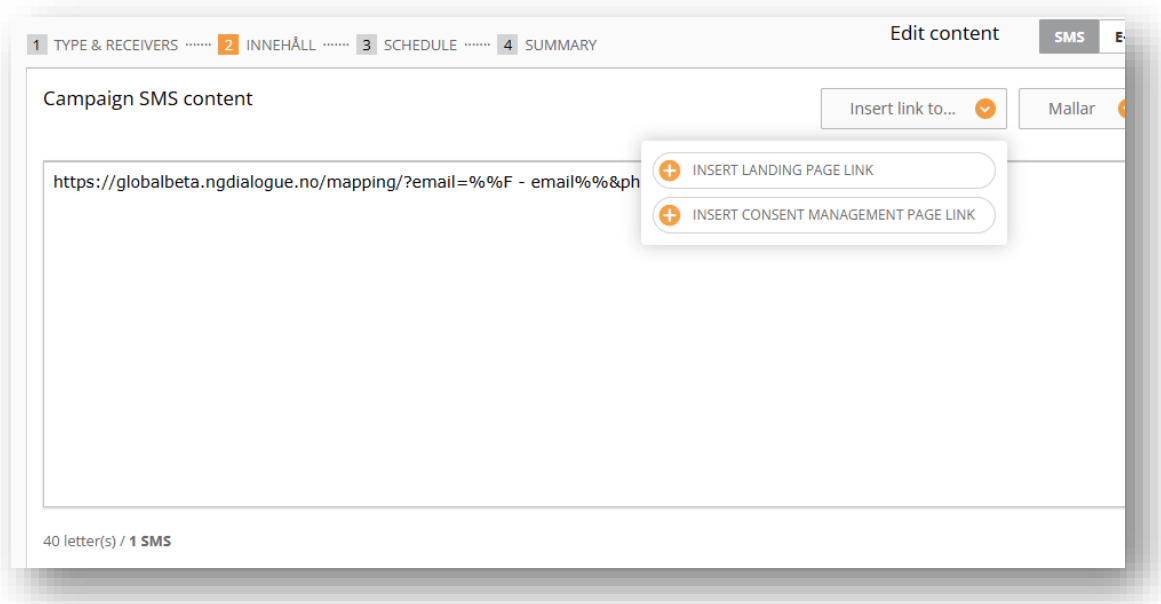 1 TYPE & RECEIVERS ······· 2 INNEHÅLL ······· 3 SCHEDULE ······· 4 SUMMARY
Edit content
SMS
E-
Campaign SMS content
Insert link to...
Mallar
INSERT LANDING PAGE LINK
INSERT CONSENT MANAGEMENT PAGE LINK
https://globalbeta.ngdialogue.no/mapping/?email=%%F - email%%&ph
40 letter(s) / 1 SMS